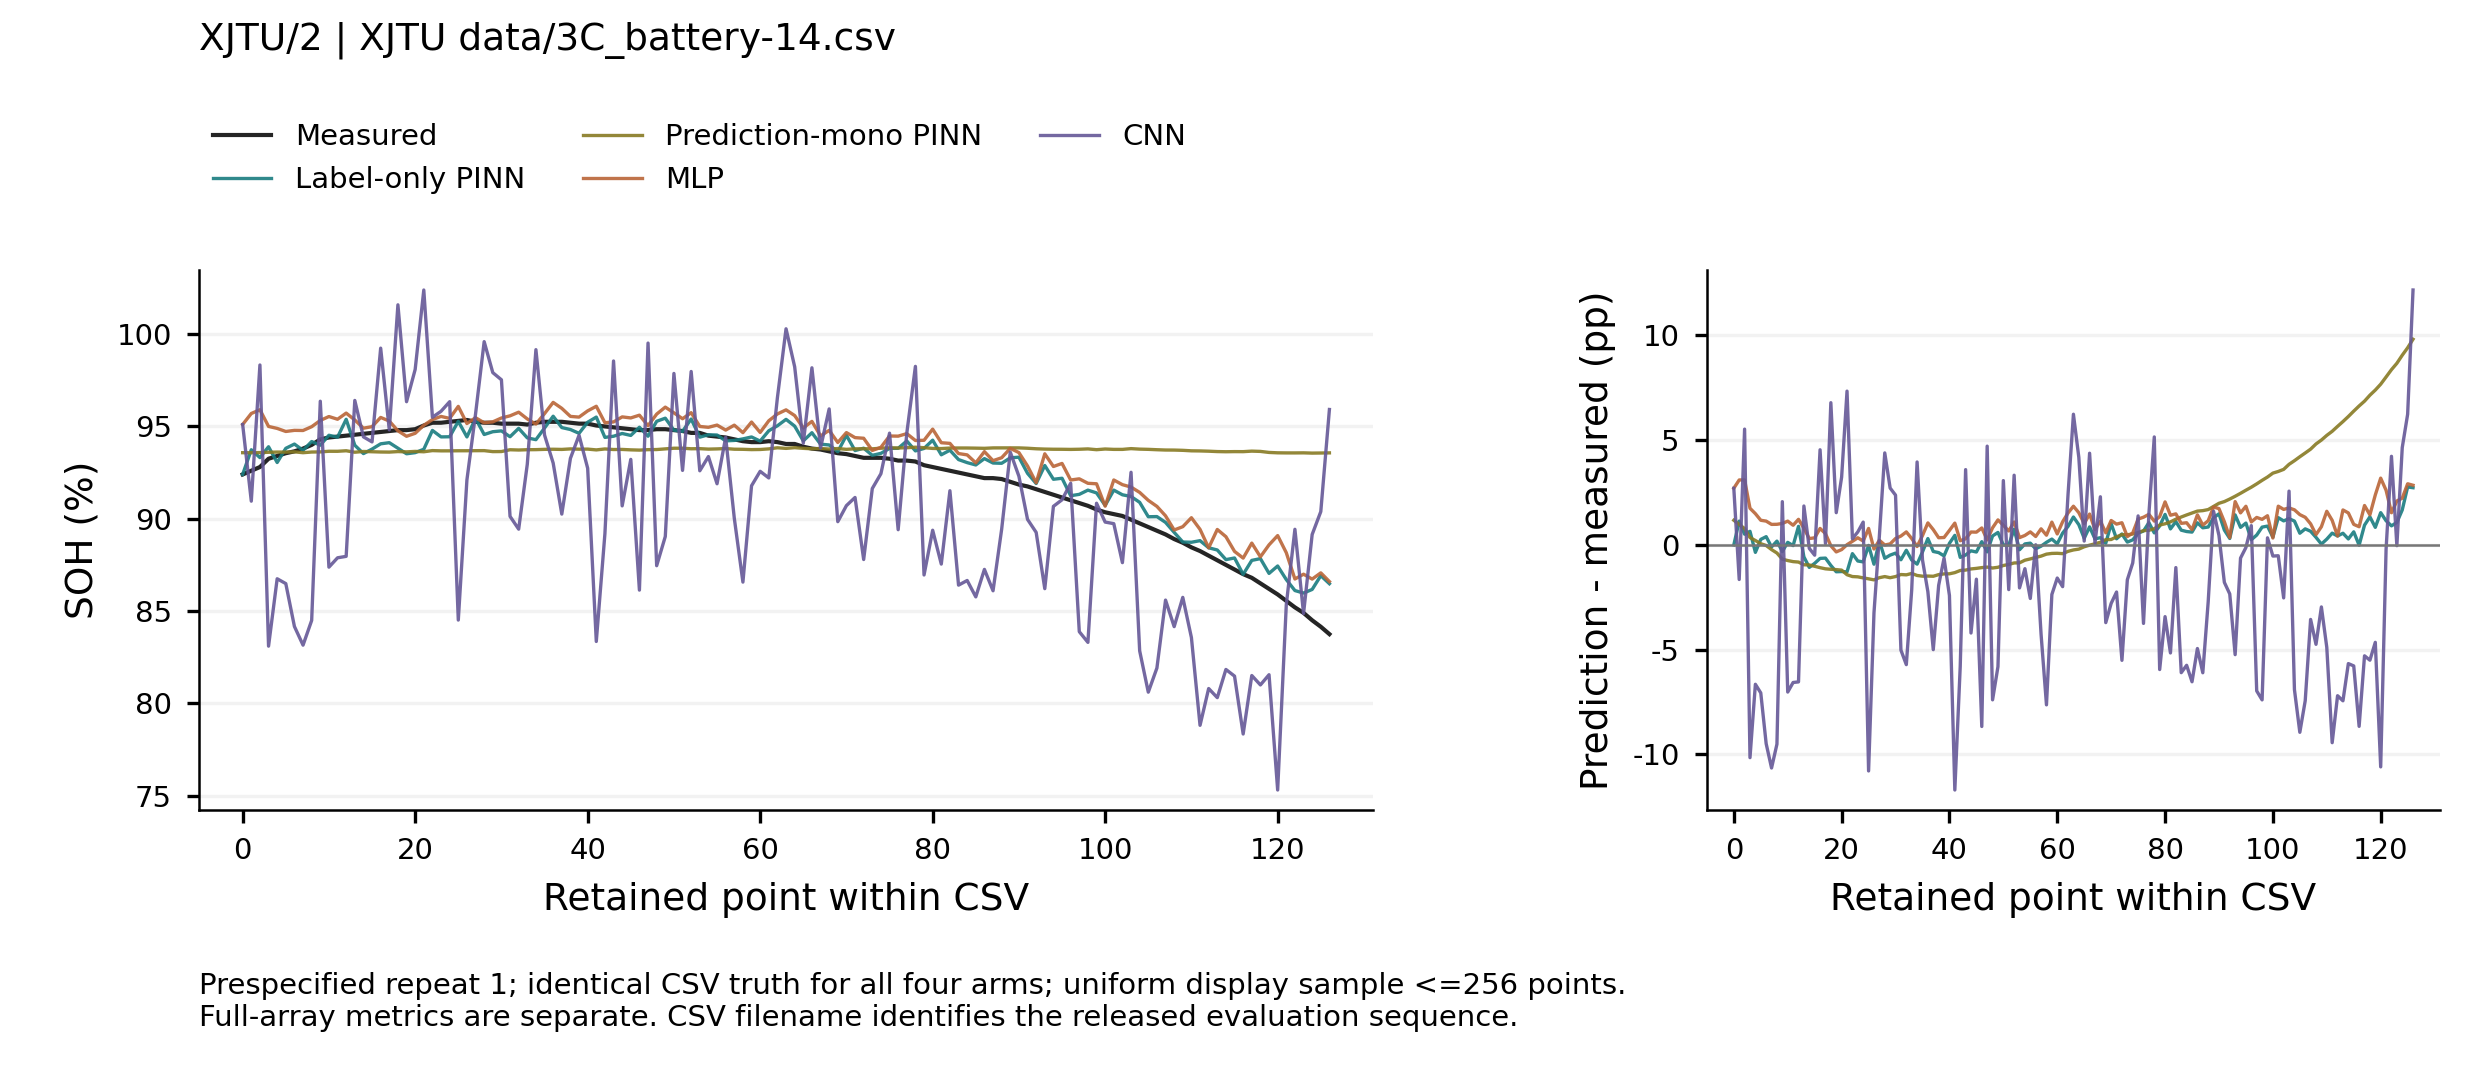 XJTU/2 | XJTU data/3C_battery-14.csv
Measured
Label-only PINN
Prediction-mono PINN
MLP
CNN
SOH (%)
100
95
90
85
80
75
0 20 40 60 80 100 120
Retained point within CSV
Prediction - measured (pp)
10
5
0
-5
-10
0 20 40 60 80 100 120
Retained point within CSV
Prespecified repeat 1; identical CSV truth for all four arms; uniform display sample <=256 points.
Full-array metrics are separate. CSV filename identifies the released evaluation sequence.